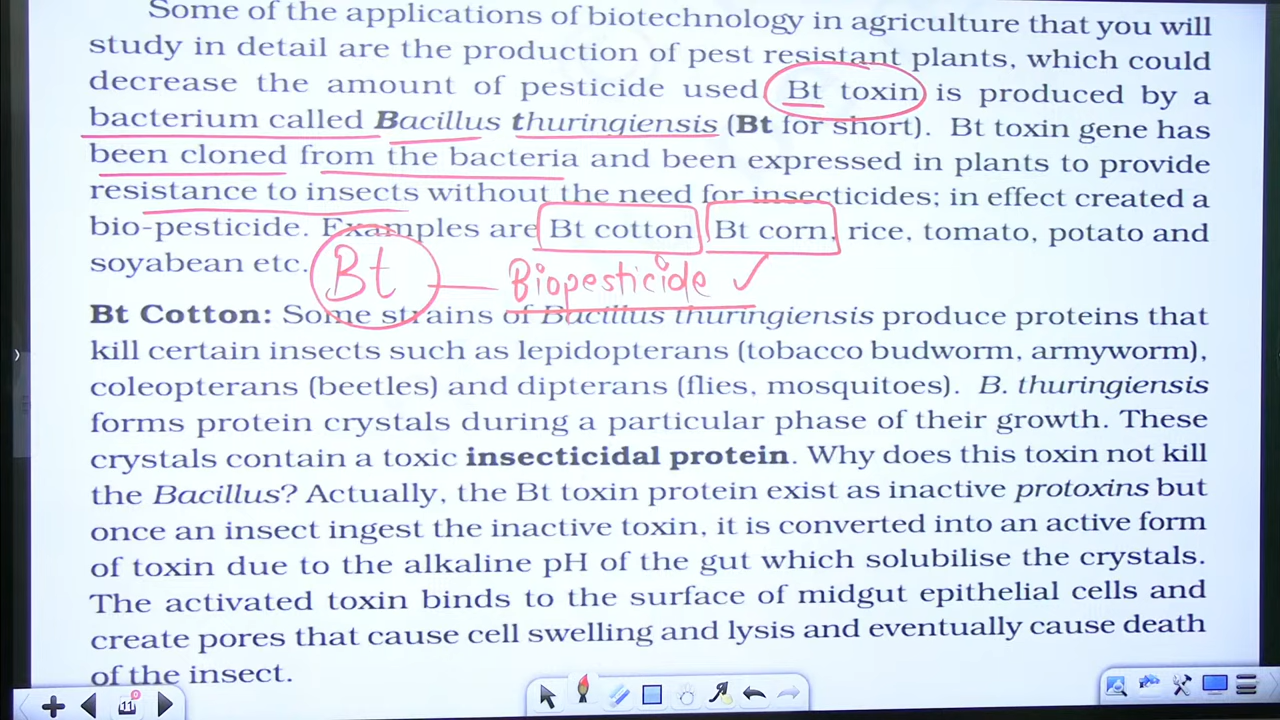 Some of the applications of biotechnology in agriculture that you will
study in detail are the production of pest resistant plants, which could
decrease the amount of pesticide used Bt toxin is produced by a
bacterium called Bacillus thuringiensis (Bt for short). Bt toxin gene has
been cloned from the bacteria and been expressed in plants to provide
resistance to insects without the need for insecticides; in effect created a
bio-pesticide. Examples are Bt cotton Bt corn, rice, tomato, potato and
soyabean etc.
Bt — Biopesticide ✓
Bt Cotton: Some strains of Bacillus thuringiensis produce proteins that
kill certain insects such as lepidopterans (tobacco budworm, armyworm),
coleopterans (beetles) and dipterans (flies, mosquitoes). B. thuringiensis
forms protein crystals during a particular phase of their growth. These
crystals contain a toxic insecticidal protein. Why does this toxin not kill
the Bacillus? Actually, the Bt toxin protein exist as inactive protoxins but
once an insect ingest the inactive toxin, it is converted into an active form
of toxin due to the alkaline pH of the gut which solubilise the crystals.
The activated toxin binds to the surface of midgut epithelial cells and
create pores that cause cell swelling and lysis and eventually cause death
of the insect.
11
0